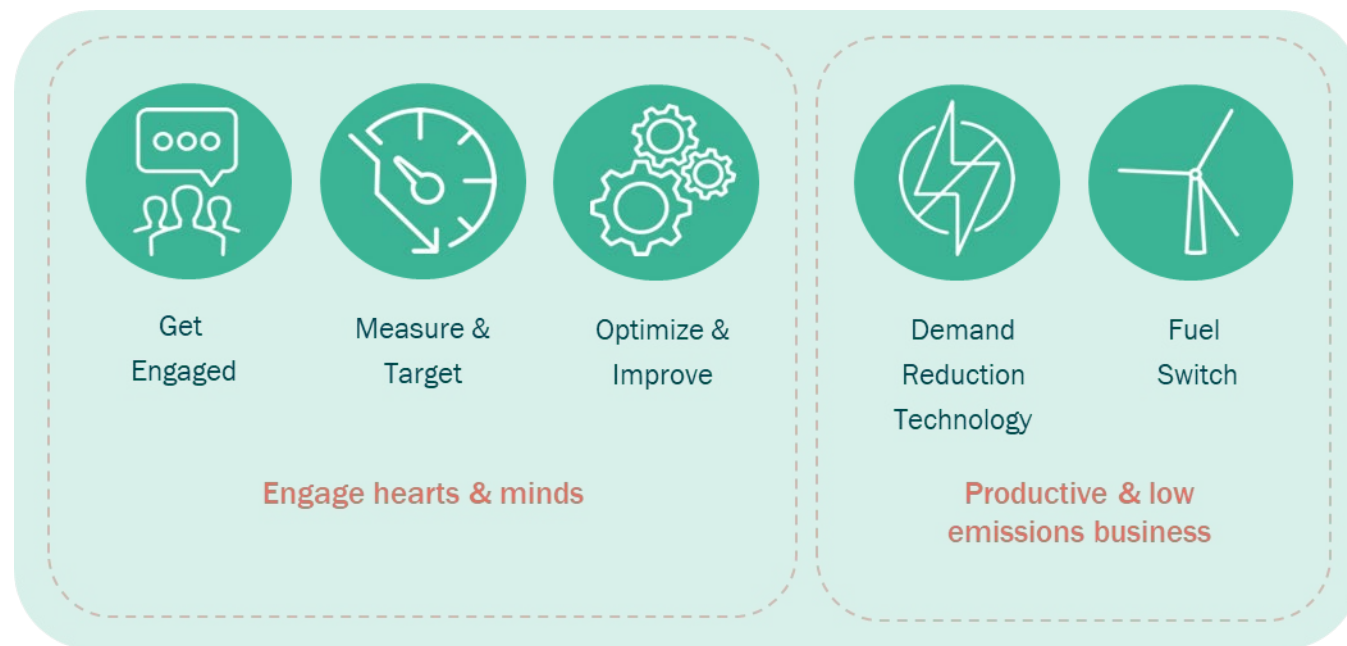 Get
Engaged
Measure &
Target
Optimize &
Improve
Engage hearts & minds
Demand
Reduction
Technology
Fuel
Switch
Productive & low
emissions business